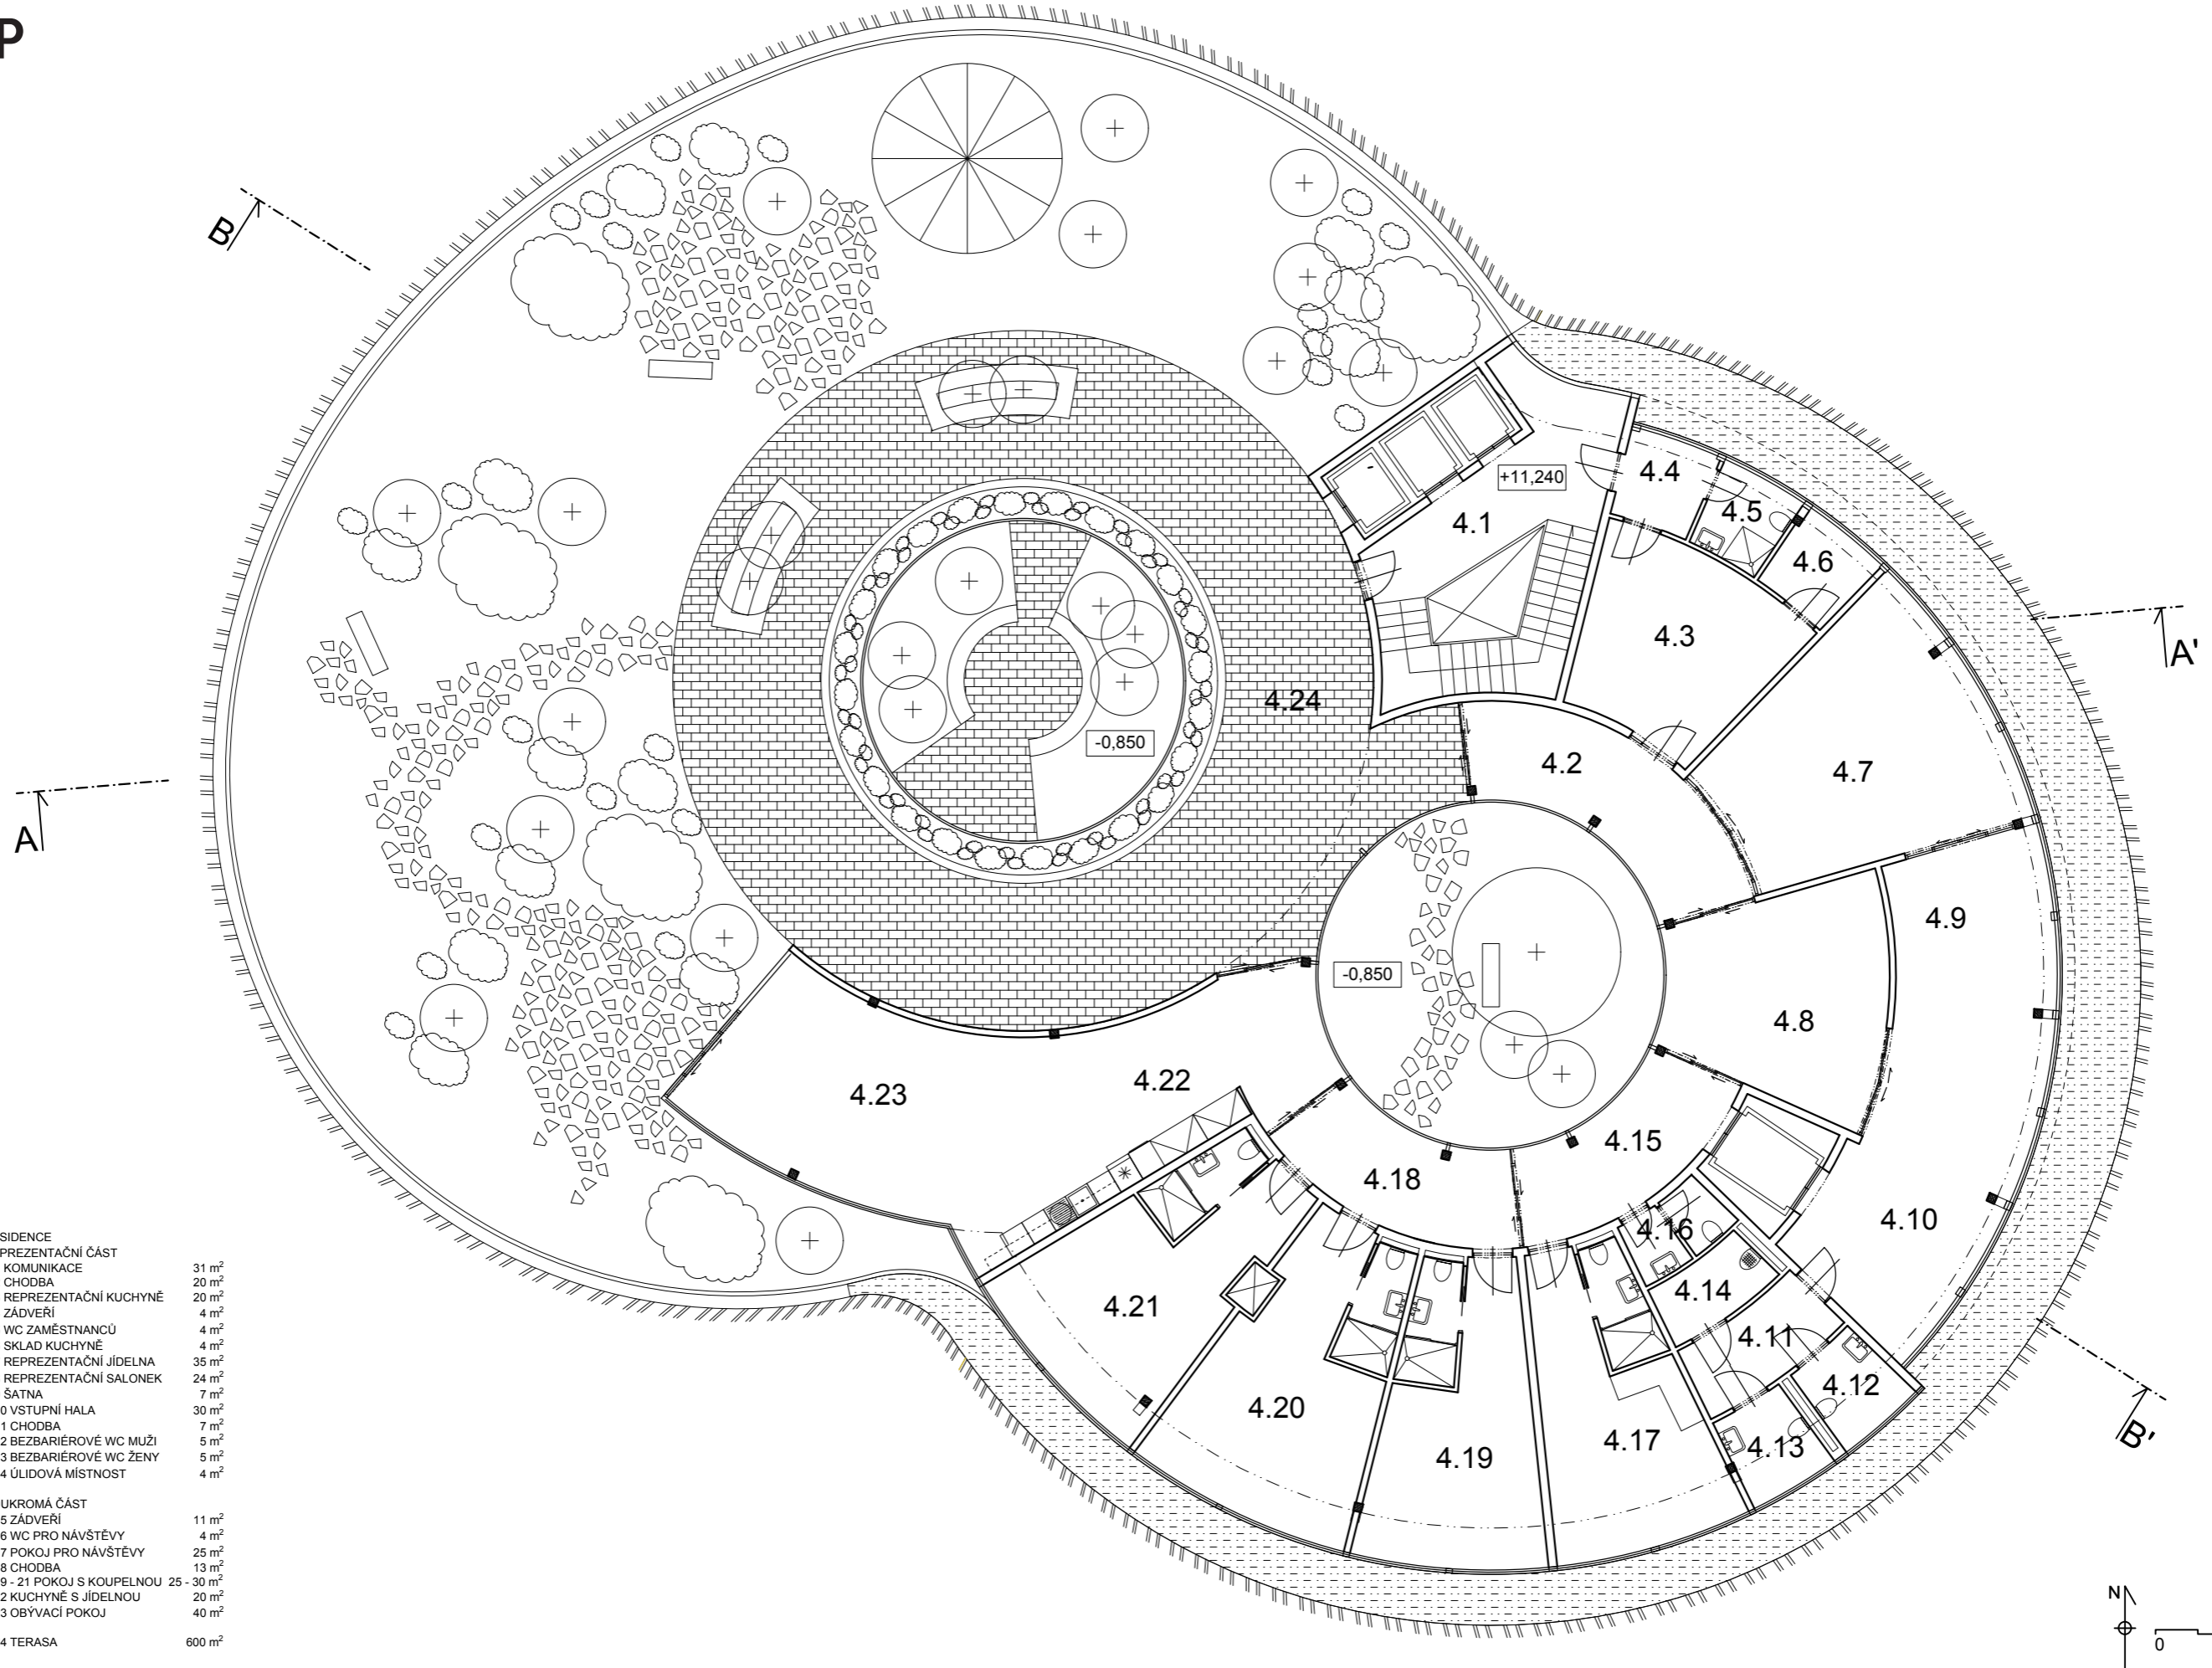 P
B
A
A'
B'
+11,240
4.1
4.2
4.3
4.4
4.5
4.6
4.7
4.8
4.9
4.10
4.11
4.12
4.13
4.14
4.15
4.16
4.17
4.18
4.19
4.20
4.21
4.22
4.23
4.24
-0,850
-0,850
SIDENCE
PREZENTAČNÍ ČÁST
KOMUNIKACE 31 m²
CHODBA 20 m²
REPREZENTAČNÍ KUCHYNĚ 20 m²
ZÁDVEŘÍ 4 m²
WC ZAMĚSTNANCŮ 4 m²
SKLAD KUCHYNĚ 4 m²
REPREZENTAČNÍ JÍDELNA 35 m²
REPREZENTAČNÍ SALONEK 24 m²
ŠATNA 7 m²
0 VSTUPNÍ HALA 30 m²
1 CHODBA 7 m²
2 BEZBARIÉROVÉ WC MUŽI 5 m²
3 BEZBARIÉROVÉ WC ŽENY 5 m²
4 ÚLIDOVÁ MÍSTNOST 4 m²
UKROMÁ ČÁST
5 ZÁDVEŘÍ 11 m²
6 WC PRO NÁVŠTĚVY 4 m²
7 POKOJ PRO NÁVŠTĚVY 25 m²
8 CHODBA 13 m²
9 - 21 POKOJ S KOUPELNOU 25 - 30 m²
2 KUCHYNĚ S JÍDELNOU 20 m²
3 OBÝVACÍ POKOJ 40 m²
4 TERASA 600 m²
N
0